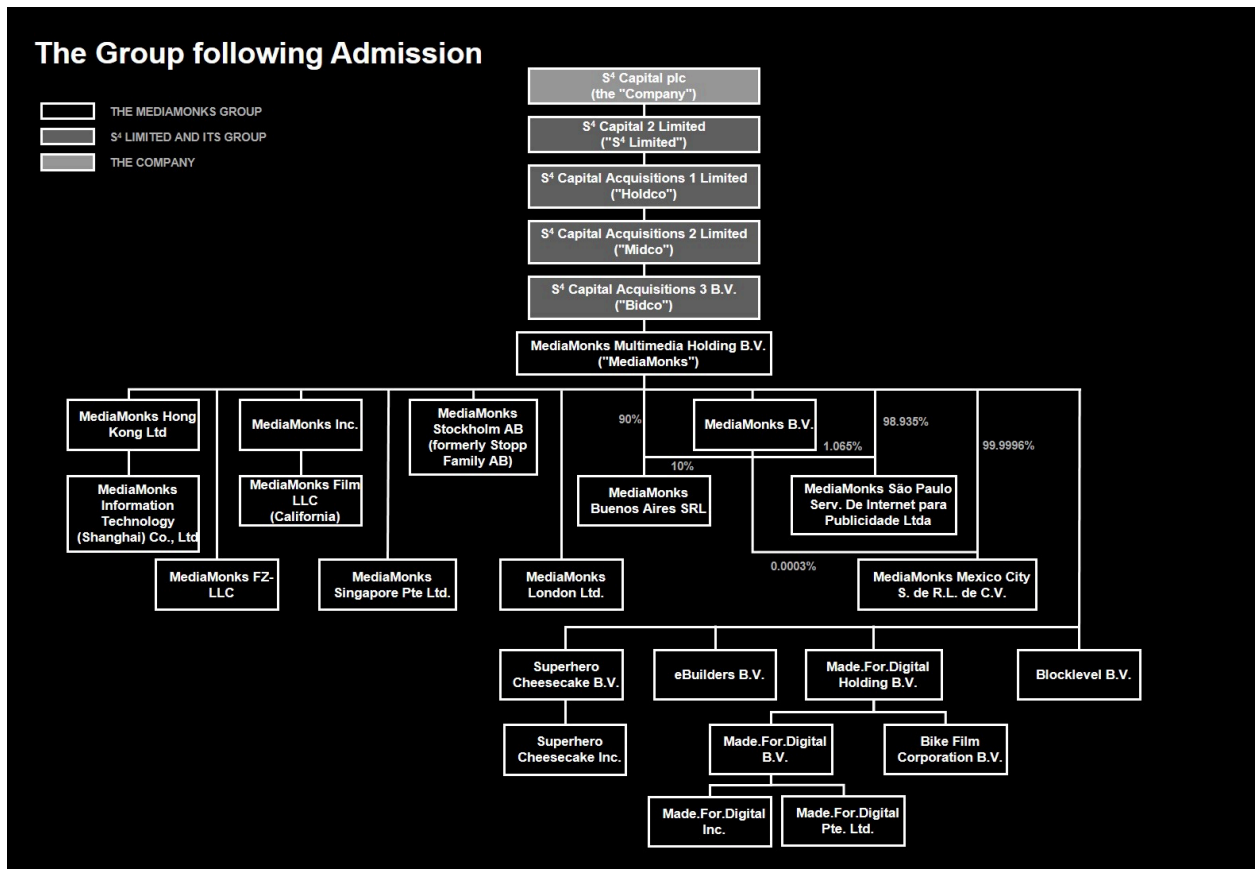 The Group following Admission
THE MEDIAMONKS GROUP
S⁴ LIMITED AND ITS GROUP
THE COMPANY
S⁴ Capital plc
(the "Company")
S⁴ Capital 2 Limited
("S⁴ Limited")
S⁴ Capital Acquisitions 1 Limited
("Holdco")
S⁴ Capital Acquisitions 2 Limited
("Midco")
S⁴ Capital Acquisitions 3 B.V.
("Bidco")
MediaMonks Multimedia Holding B.V.
("MediaMonks")
MediaMonks Hong
Kong Ltd
MediaMonks Inc.
MediaMonks
Stockholm AB
(formerly Stopp
Family AB)
90%
MediaMonks B.V.
98.935%
1.065%
99.9996%
10%
MediaMonks
Information
Technology
(Shanghai) Co., Ltd
MediaMonks Film
LLC
(California)
MediaMonks
Buenos Aires SRL
MediaMonks São Paulo
Serv. De Internet para
Publicidade Ltda
0.0003%
MediaMonks FZ-
LLC
MediaMonks
Singapore Pte Ltd.
MediaMonks
London Ltd.
MediaMonks Mexico City
S. de R.L. de C.V.
Superhero
Cheesecake B.V.
eBuilders B.V.
Made.For.Digital
Holding B.V.
Blocklevel B.V.
Superhero
Cheesecake Inc.
Made.For.Digital
B.V.
Bike Film
Corporation B.V.
Made.For.Digital
Inc.
Made.For.Digital
Pte. Ltd.